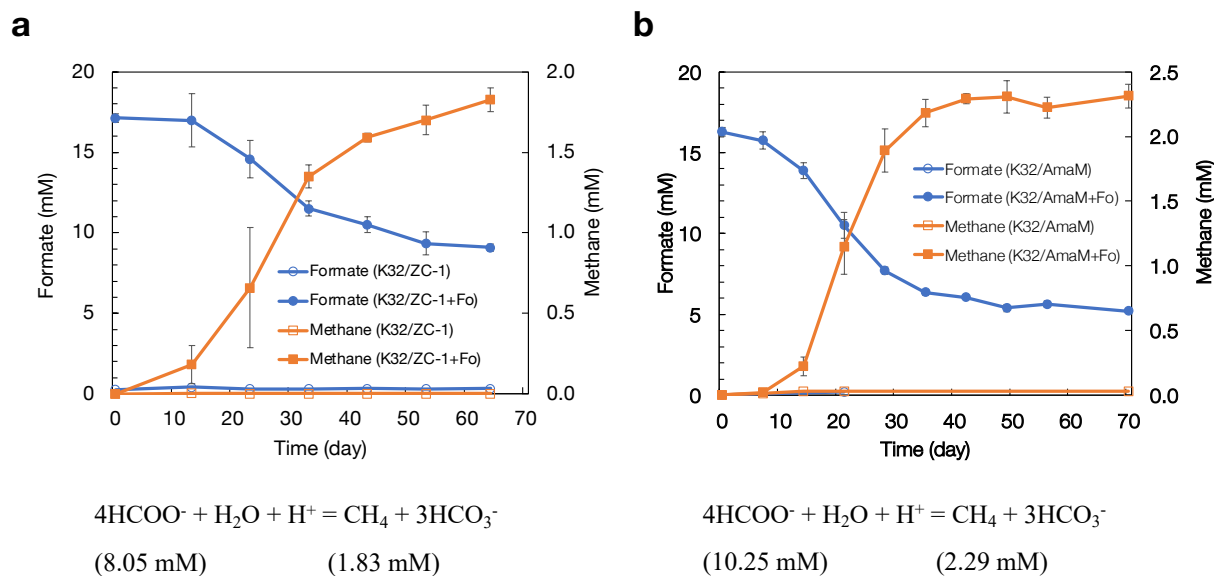 a
20
15
10
5
0
Formate (mM)
2.0
1.5
1.0
0.5
0.0
Methane (mM)
Formate (K32/ZC-1)
Formate (K32/ZC-1+Fo)
Methane (K32/ZC-1)
Methane (K32/ZC-1+Fo)
0 10 20 30 40 50 60 70
Time (day)
4HCOO⁻ + H₂O + H⁺ = CH₄ + 3HCO₃⁻
(8.05 mM) (1.83 mM)
b
20
15
10
5
0
Formate (mM)
2.5
2.0
1.5
1.0
0.5
0.0
Methane (mM)
Formate (K32/AmaM)
Formate (K32/AmaM+Fo)
Methane (K32/AmaM)
Methane (K32/AmaM+Fo)
0 10 20 30 40 50 60 70
Time (day)
4HCOO⁻ + H₂O + H⁺ = CH₄ + 3HCO₃⁻
(10.25 mM) (2.29 mM)